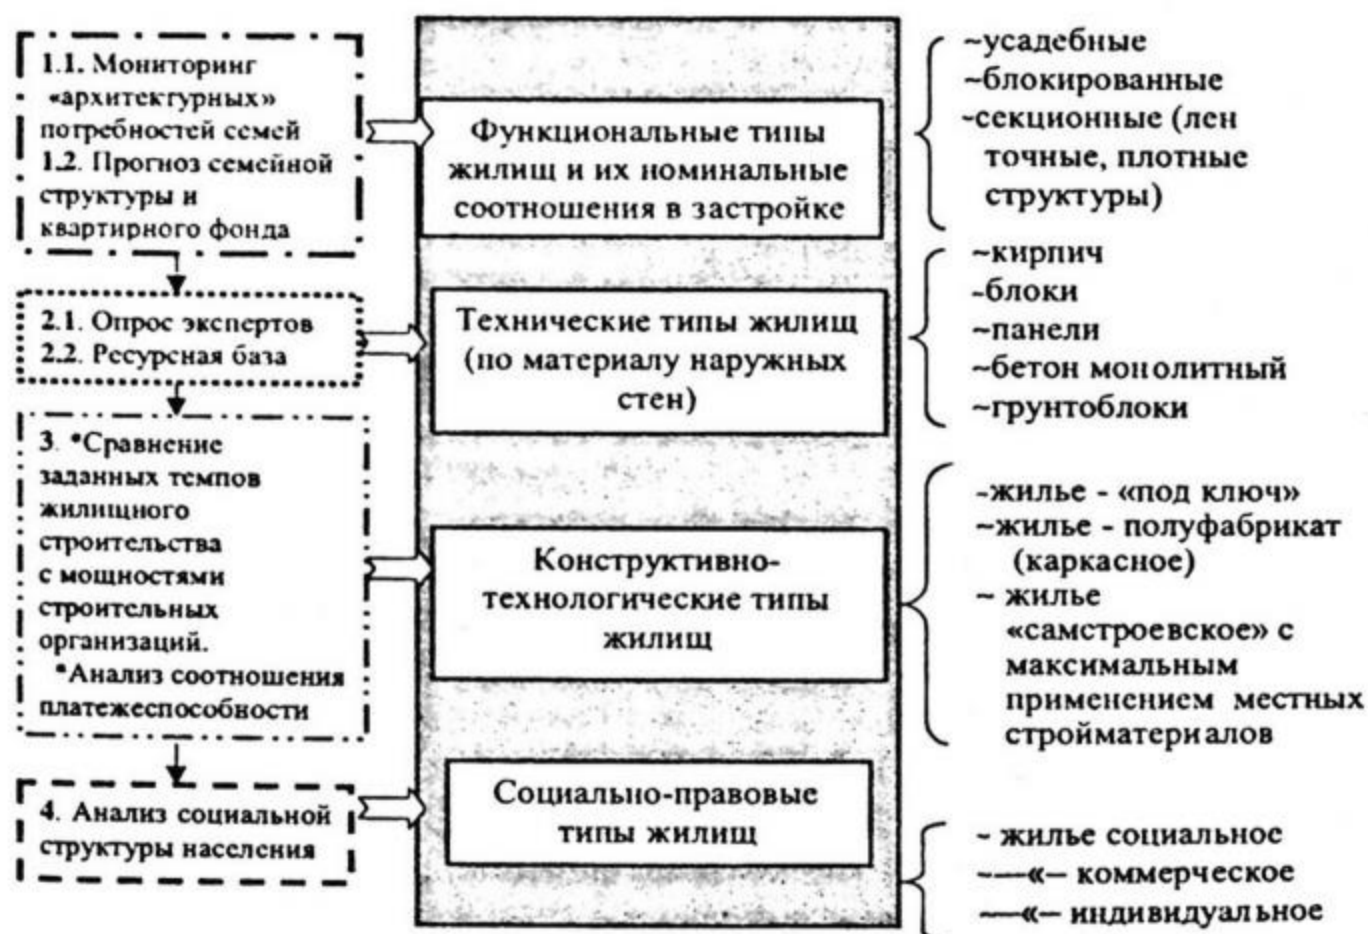 1.1. Мониторинг
«архитектурных»
потребностей семей
1.2. Прогноз семейной
структуры и
квартирного фонда
2.1. Опрос экспертов
2.2. Ресурсная база
3. *Сравнение
заданных темпов
жилищного
строительства
с мощностями
строительных
организаций.
*Анализ соотношения
платежеспособности
4. Анализ социальной
структуры населения
Функциональные типы
жилищ и их номинальные
соотношения в застройке
Технические типы жилищ
(по материалу наружных
стен)
Конструктивно-
технологические типы
жилищ
Социально-правовые
типы жилищ
~усадебные
~блокированные
~секционные (лен
точные, плотные
структуры)
~кирпич
~блоки
~панели
~бетон монолитный
~грунтоблоки
~жилье - «под ключ»
~жилье - полуфабрикат
(каркасное)
~ жилье
«самстроевское» с
максимальным
применением местных
стройматериалов
~ жилье социальное
~—«— коммерческое
~—«— индивидуальное